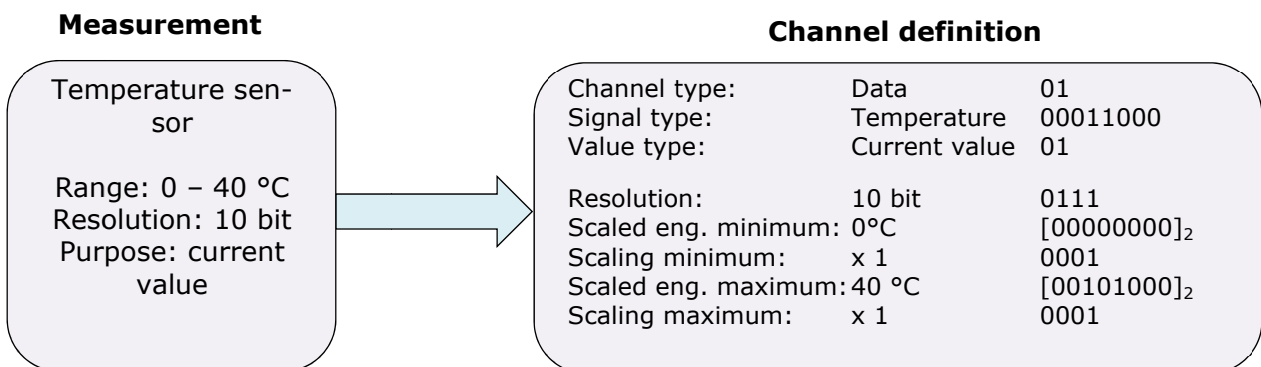 Measurement
Temperature sen-
sor
Range: 0 – 40 °C
Resolution: 10 bit
Purpose: current
value
Channel definition
Channel type: Data 01
Signal type: Temperature 00011000
Value type: Current value 01
Resolution: 10 bit 0111
Scaled eng. minimum: 0°C [00000000]₂
Scaling minimum: x 1 0001
Scaled eng. maximum: 40 °C [00101000]₂
Scaling maximum: x 1 0001